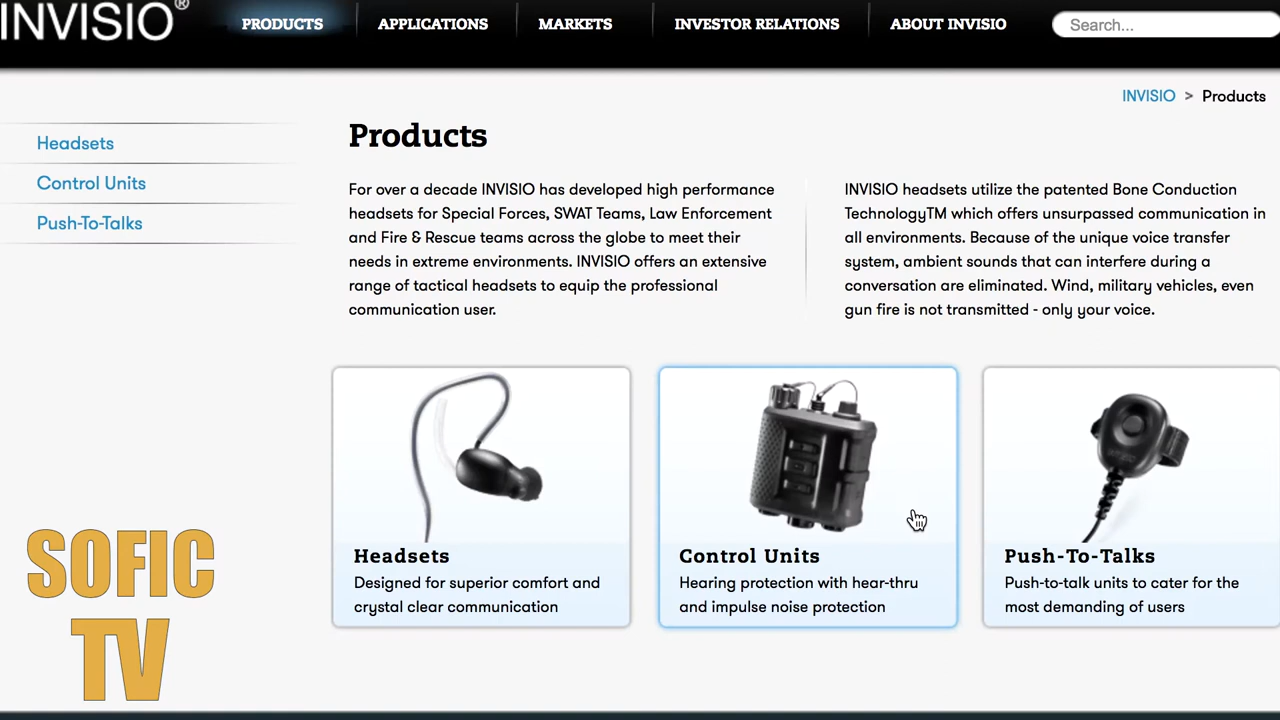 INVISIO®
PRODUCTS
APPLICATIONS
MARKETS
INVESTOR RELATIONS
ABOUT INVISIO
Search...
INVISIO > Products
Headsets
Control Units
Push-To-Talks
Products
For over a decade INVISIO has developed high performance
headsets for Special Forces, SWAT Teams, Law Enforcement
and Fire & Rescue teams across the globe to meet their
needs in extreme environments. INVISIO offers an extensive
range of tactical headsets to equip the professional
communication user.
INVISIO headsets utilize the patented Bone Conduction
TechnologyTM which offers unsurpassed communication in
all environments. Because of the unique voice transfer
system, ambient sounds that can interfere during a
conversation are eliminated. Wind, military vehicles, even
gun fire is not transmitted - only your voice.
Headsets
Designed for superior comfort and
crystal clear communication
Control Units
Hearing protection with hear-thru
and impulse noise protection
Push-To-Talks
Push-to-talk units to cater for the
most demanding of users
SOFIC
TV